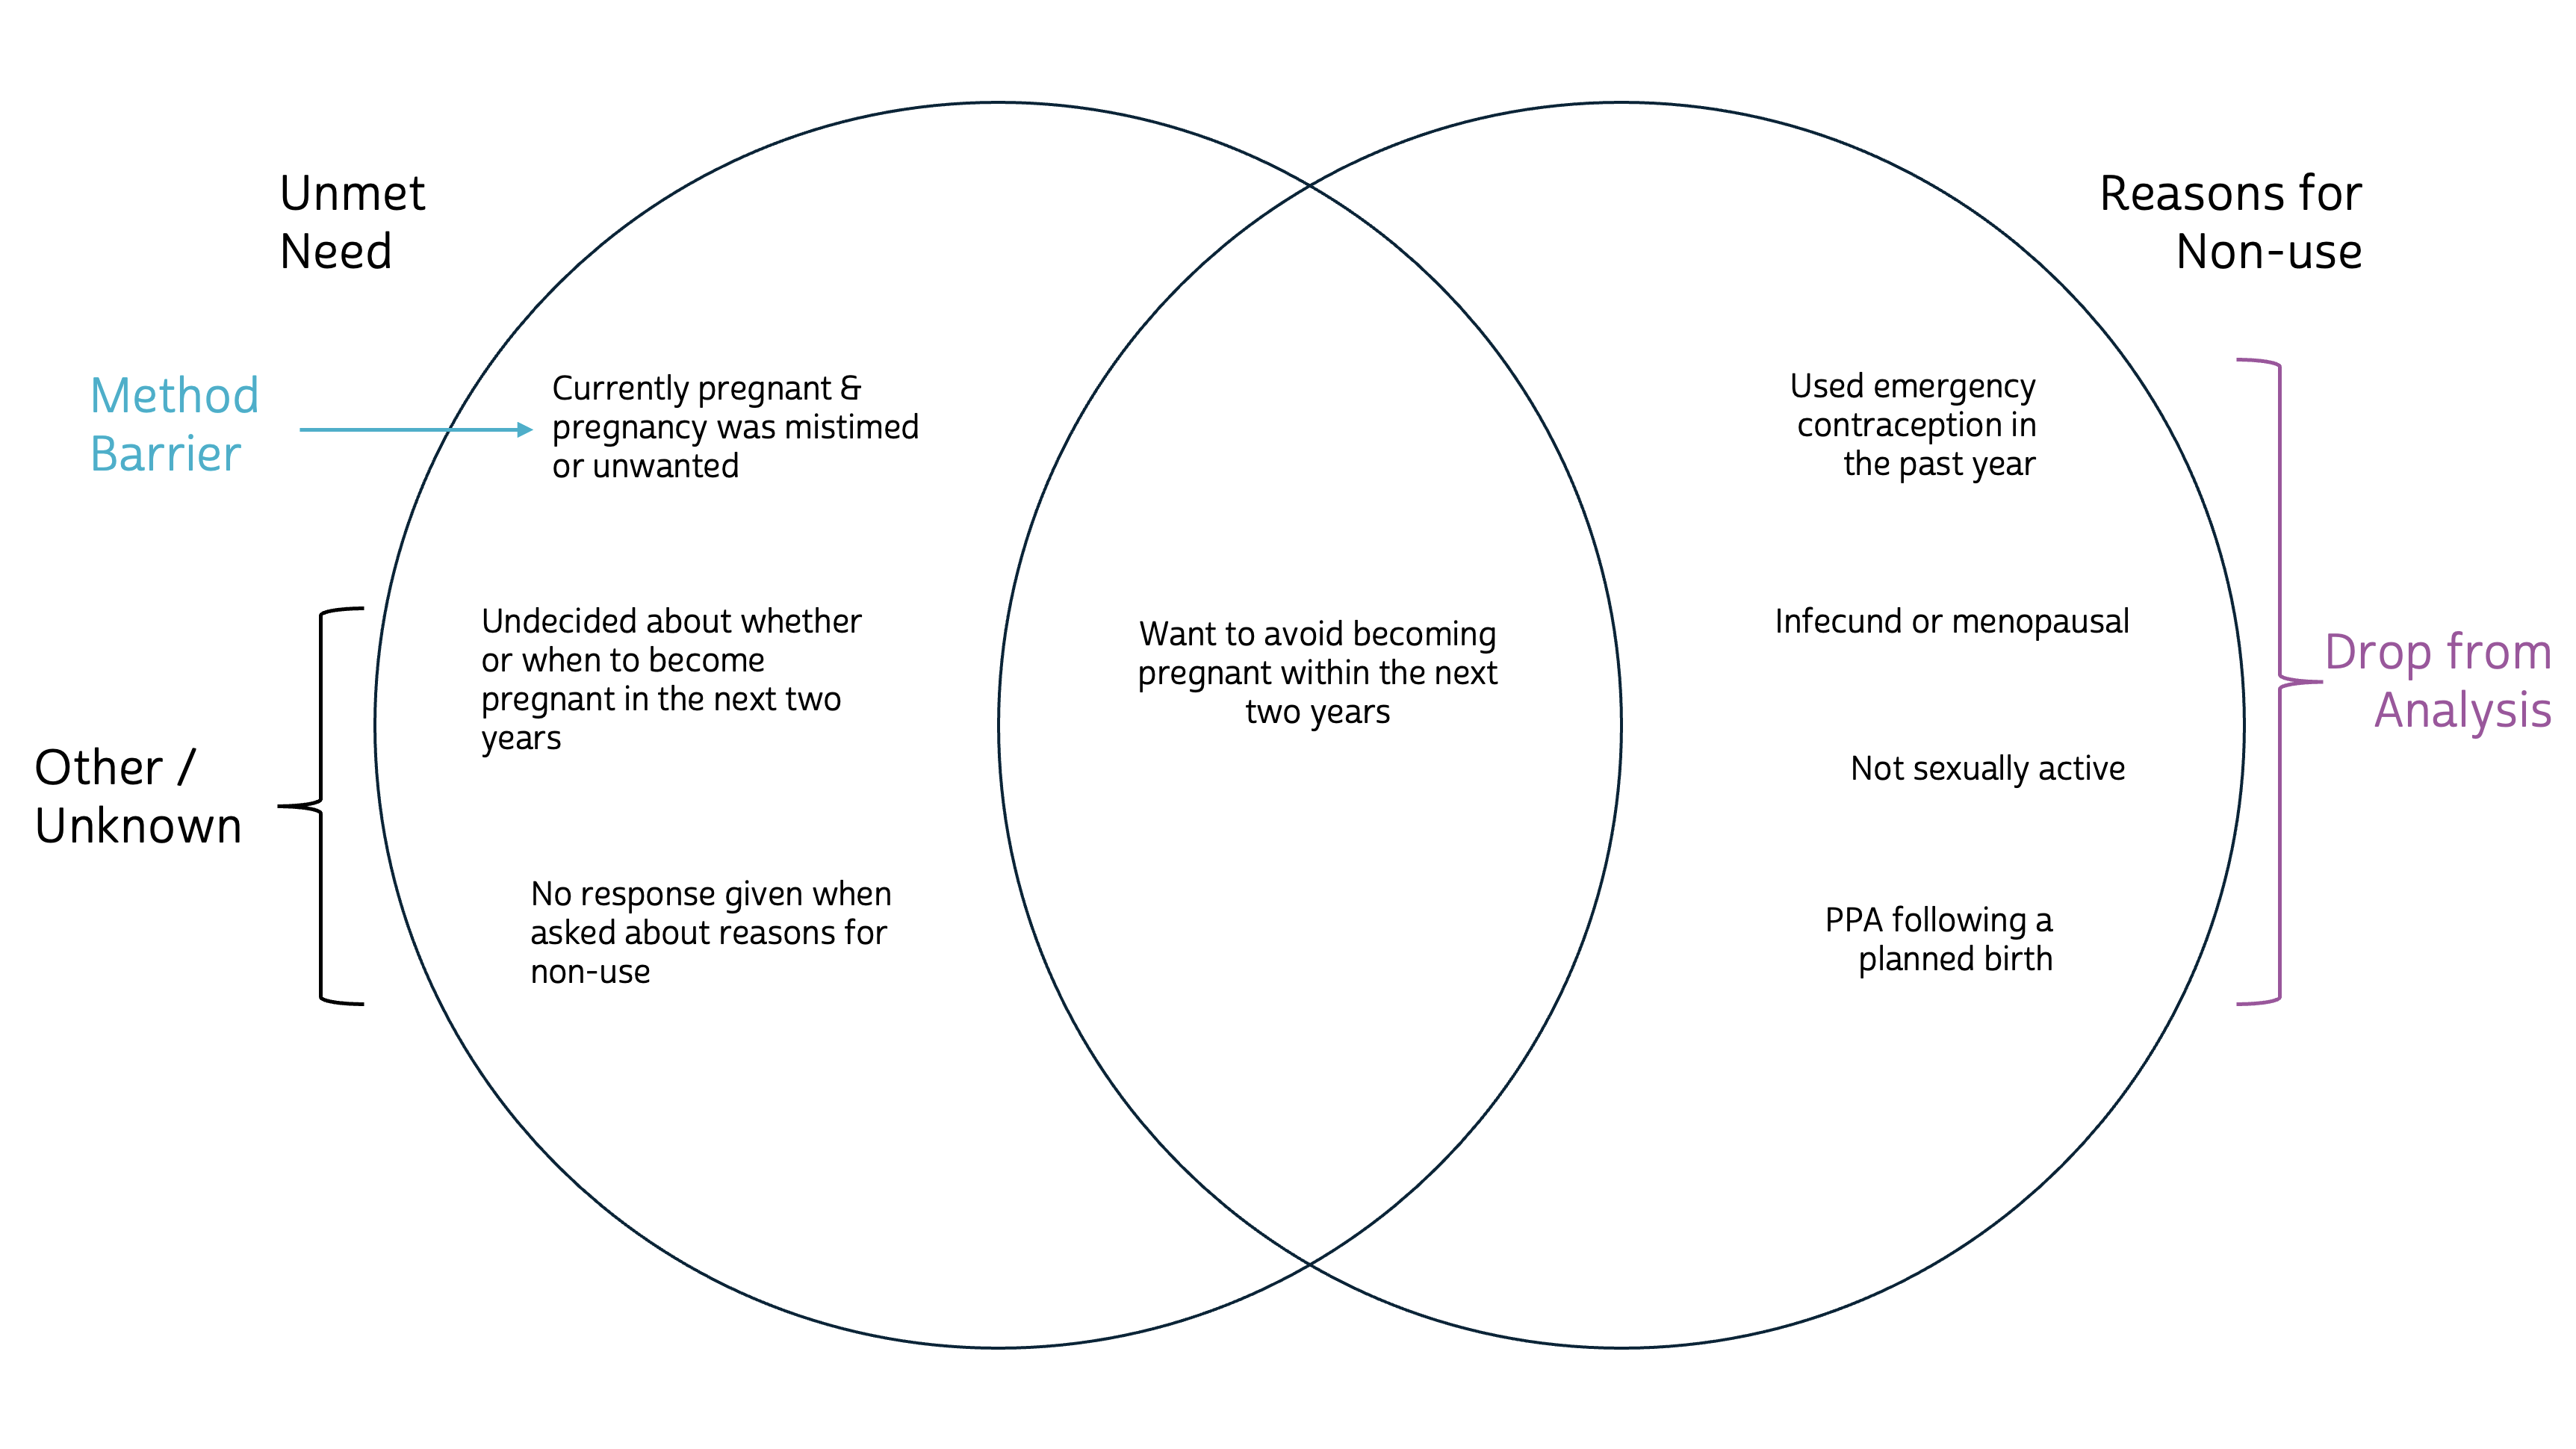 Unmet
Need
Reasons for
Non-use
Method
Barrier
Currently pregnant &
pregnancy was mistimed
or unwanted
Used emergency
contraception in
the past year
Undecided about whether
or when to become
pregnant in the next two
years
Want to avoid becoming
pregnant within the next
two years
Infecund or menopausal
Drop from
Analysis
Not sexually active
Other /
Unknown
No response given when
asked about reasons for
non-use
PPA following a
planned birth